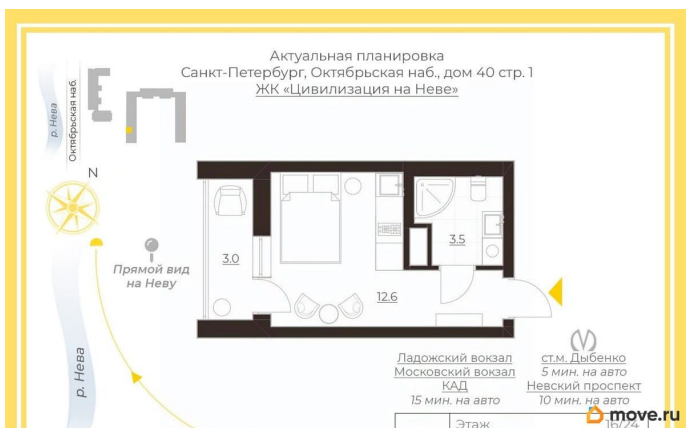 Актуальная планировка
Санкт-Петербург, Октябрьская наб., дом 40 стр. 1
ЖК «Цивилизация на Неве»
р. Нева
Октябрьская наб.
N
Прямой вид
на Неву
3.0
12.6
3.5
р. Нева
Ладожский вокзал
Московский вокзал
КАД
15 мин. на авто
ст.м. Дыбенко
5 мин. на авто
Невский проспект
10 мин. на авто
Этаж
16/24
move.ru